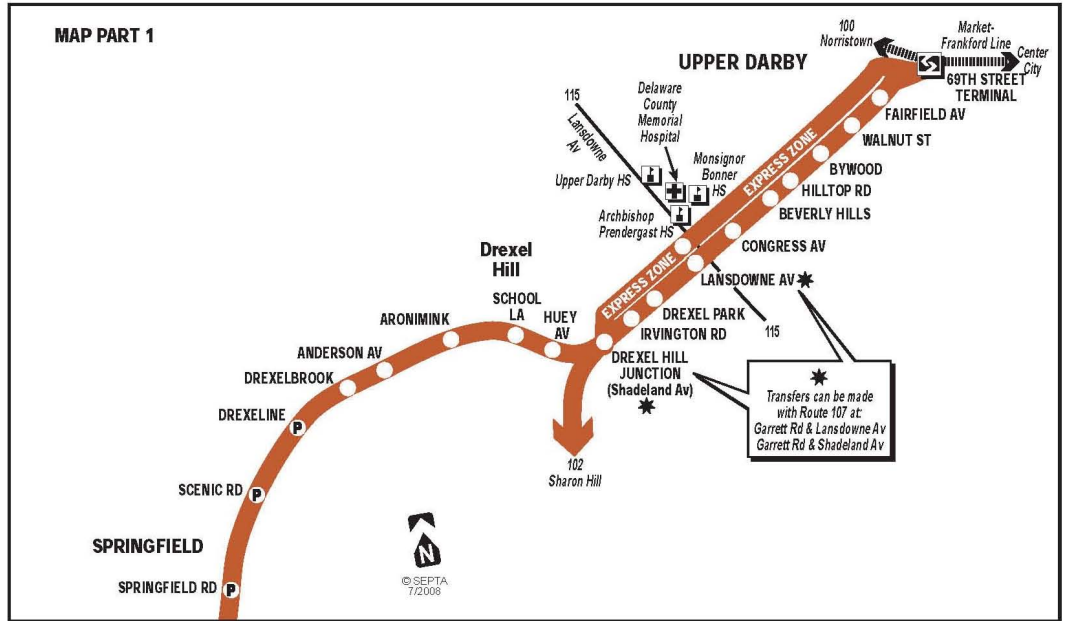 MAP PART 1
100
Norristown
Market-
Frankford Line
Center
City
UPPER DARBY
69TH STREET
TERMINAL
115
Lansdowne
Av
Delaware
County
Memorial
Hospital
Upper Darby HS
Monsignor
Bonner
HS
Archbishop
Prendergast HS
EXPRESS ZONE
EXPRESS ZONE
FAIRFIELD AV
WALNUT ST
BYWOOD
HILLTOP RD
BEVERLY HILLS
CONGRESS AV
LANSDOWNE AV
115
DREXEL PARK
IRVINGTON RD
DREXEL HILL
JUNCTION
(Shadeland Av)
Transfers can be made
with Route 107 at:
Garrett Rd & Lansdowne Av
Garrett Rd & Shadeland Av
Drexel
Hill
SCHOOL
LA
HUEY
AV
ARONIMINK
ANDERSON AV
DREXELBROOK
DREXELINE
P
102
Sharon Hill
SCENIC RD
P
SPRINGFIELD
SPRINGFIELD RD
P
N
© SEPTA
7/2008